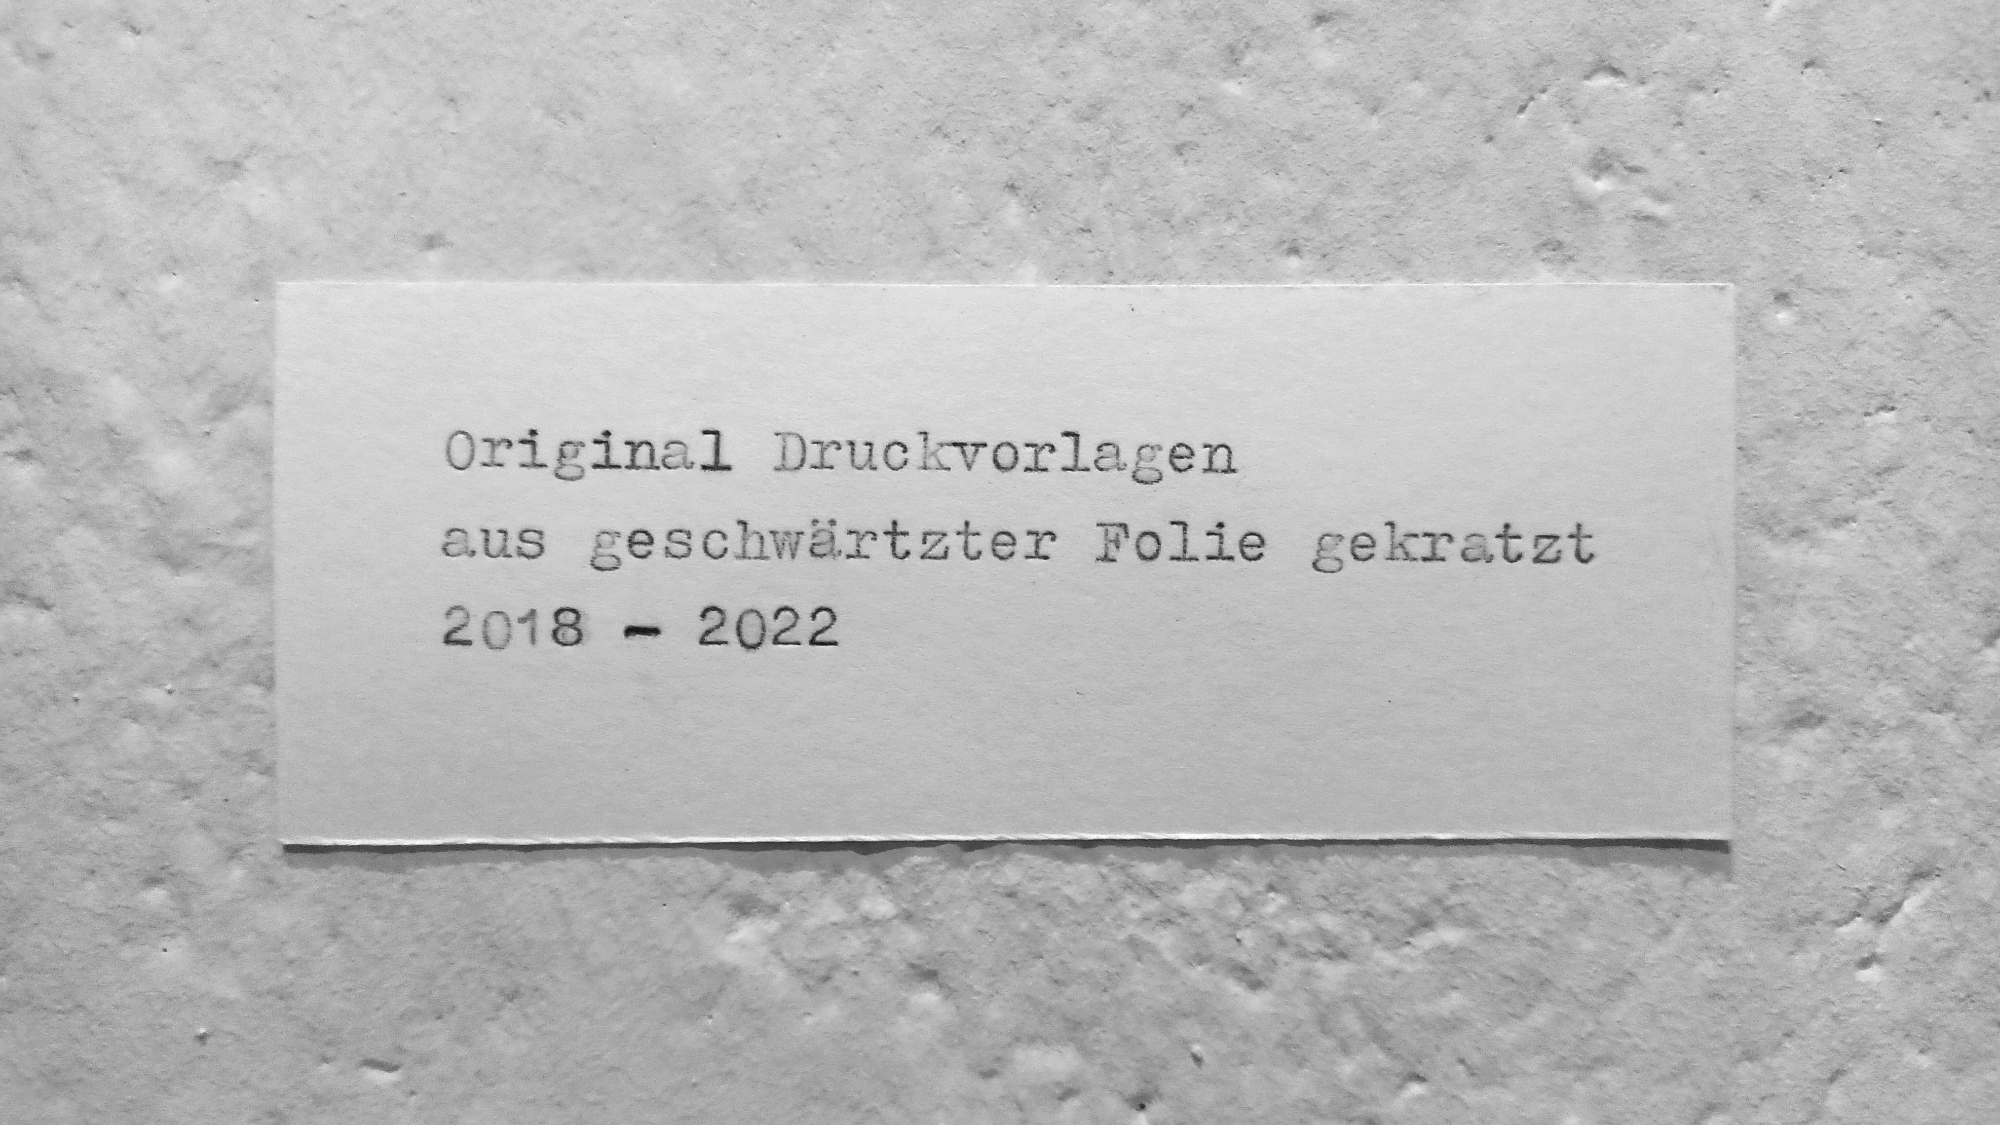 Original Druckvorlagen
aus geschwärtzter Folie gekratzt
2018 - 2022